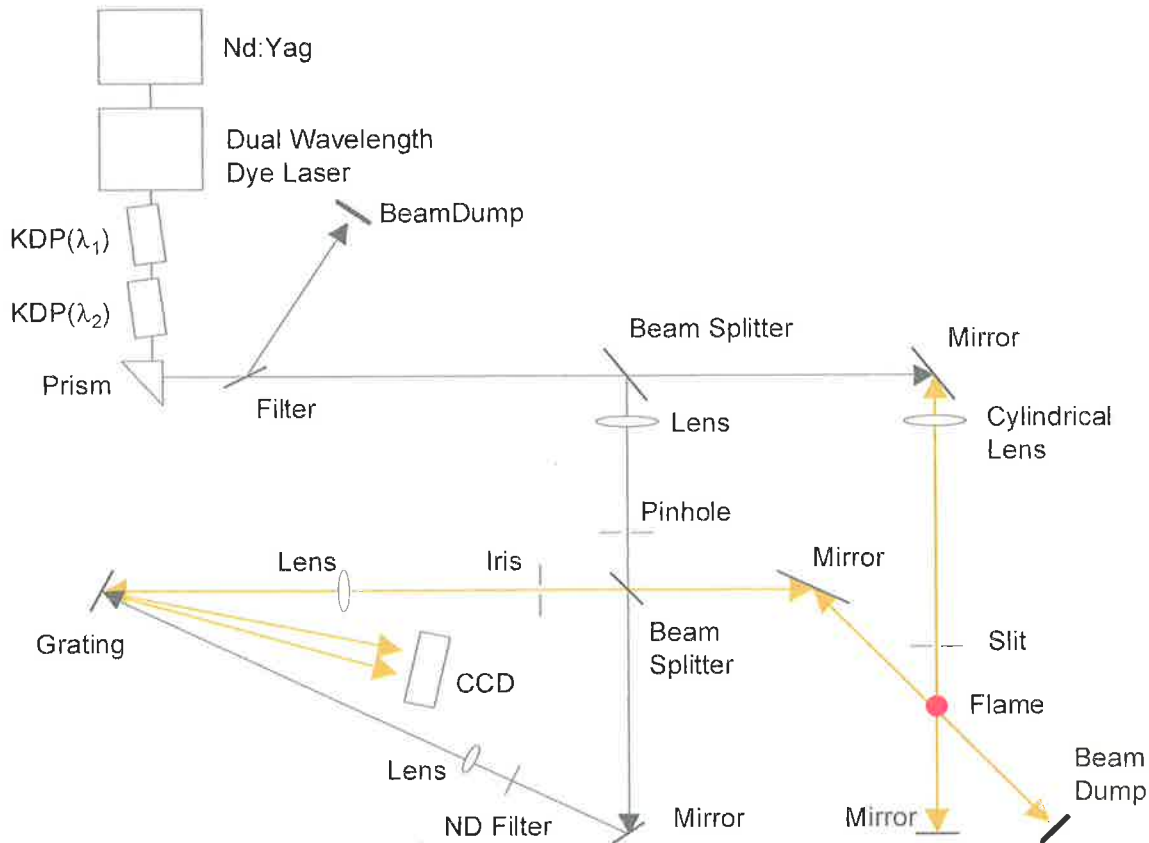 Nd:Yag
Dual Wavelength
Dye Laser
BeamDump
KDP(λ₁)
KDP(λ₂)
Beam Splitter
Mirror
Prism
Filter
Lens
Cylindrical
Lens
Pinhole
Lens
Iris
Mirror
Grating
Beam
Splitter
Slit
CCD
Flame
Lens
Beam
Dump
ND Filter
Mirror
Mirror